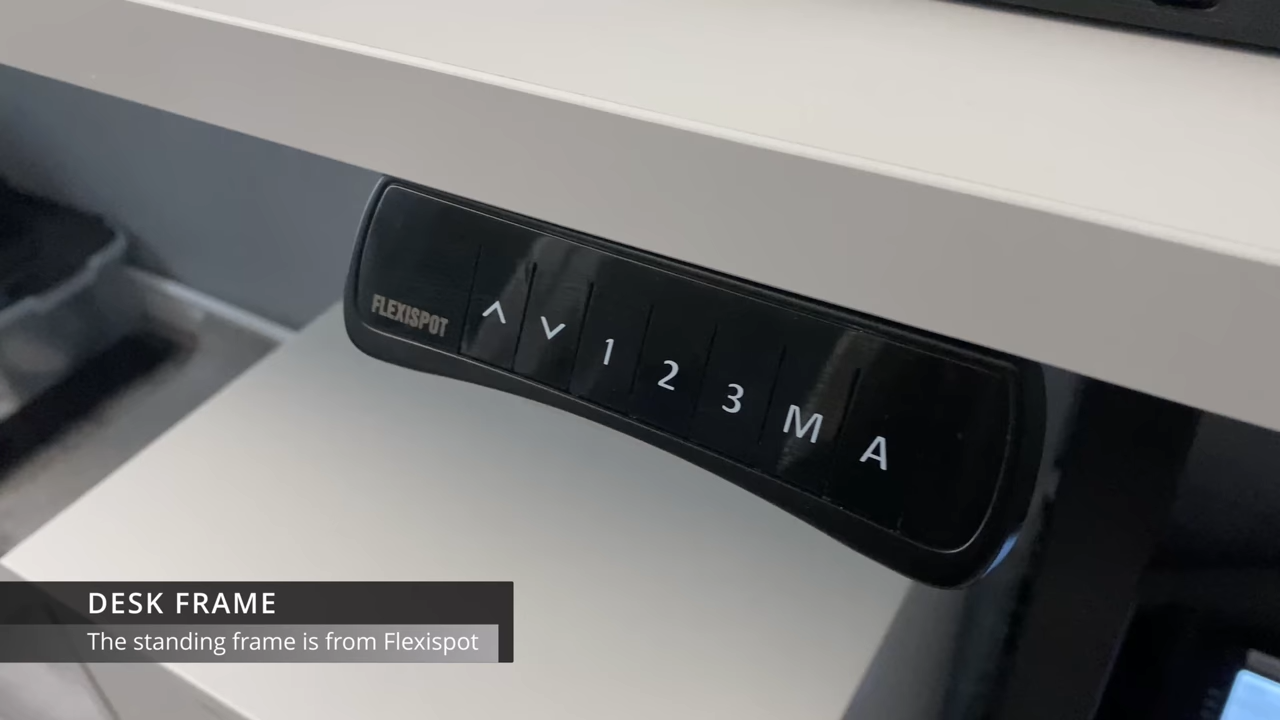 FLEXISPOT
1 2 3 M A
DESK FRAME
The standing frame is from Flexispot